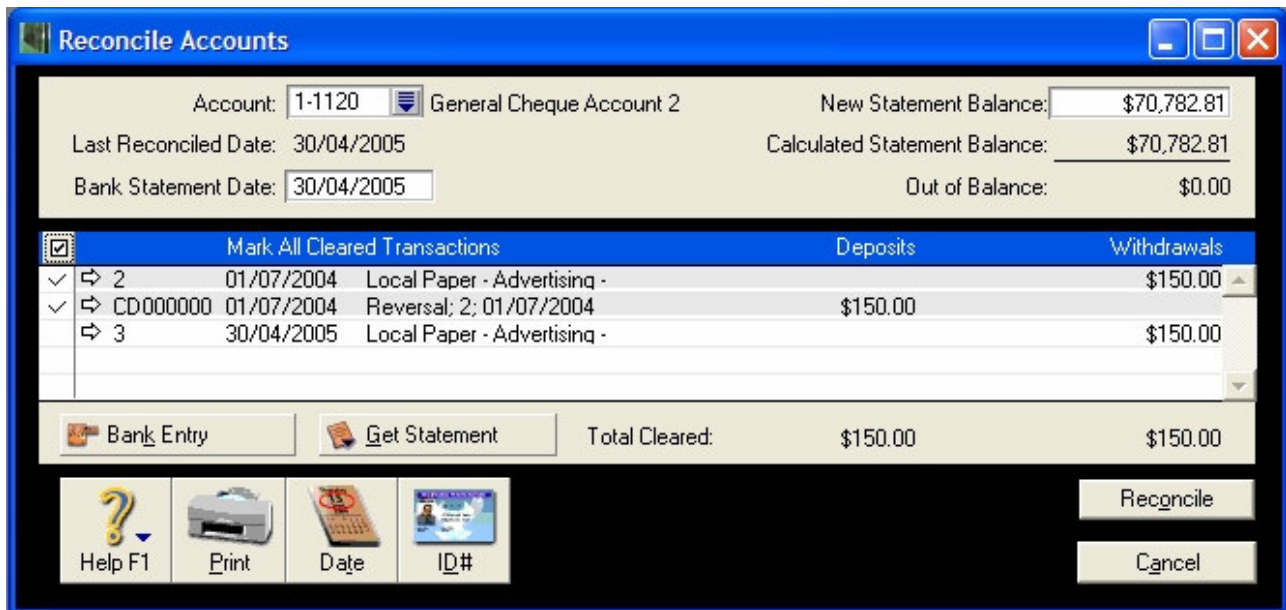 Reconcile Accounts
Account: 1-1120 General Cheque Account 2 New Statement Balance: $70,782.81
Last Reconciled Date: 30/04/2005 Calculated Statement Balance: $70,782.81
Bank Statement Date: 30/04/2005 Out of Balance: $0.00
Mark All Cleared Transactions Deposits Withdrawals
2 01/07/2004 Local Paper - Advertising - $150.00
CD000000 01/07/2004 Reversal; 2; 01/07/2004 $150.00
3 30/04/2005 Local Paper - Advertising - $150.00
Bank Entry Get Statement Total Cleared: $150.00 $150.00
Reconcile
Help F1 Print Date ID#
Cancel